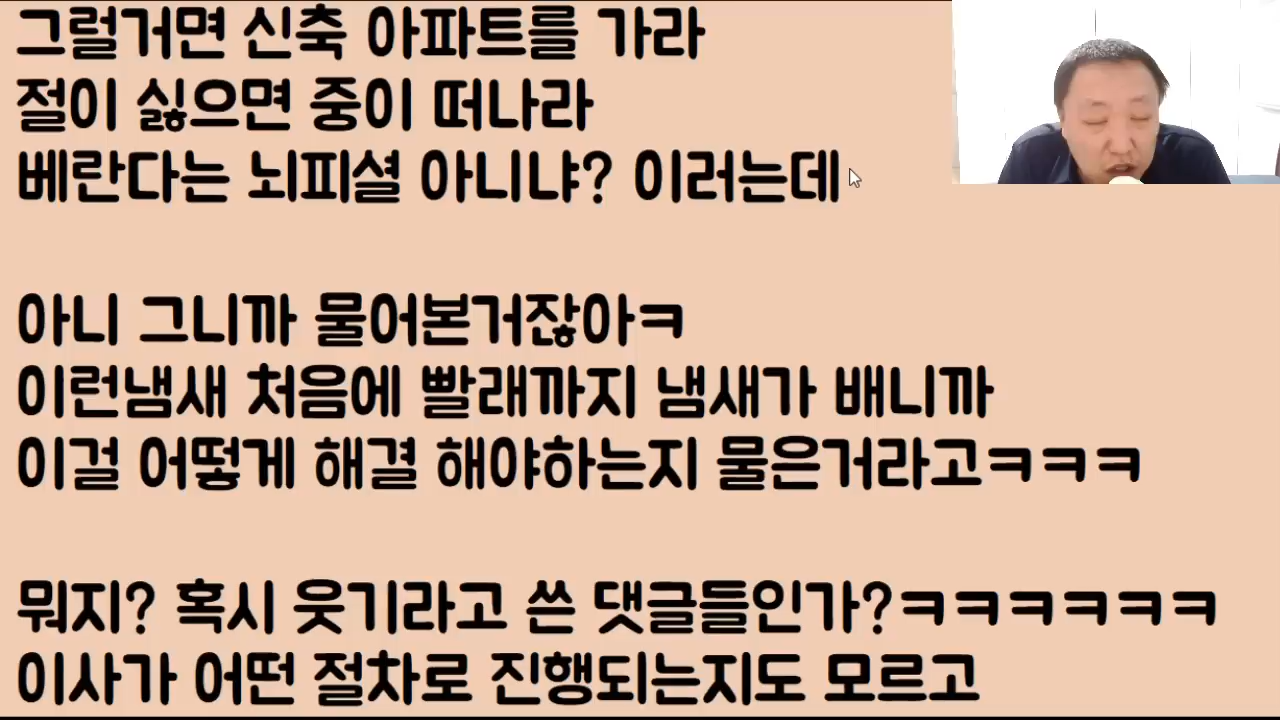 그럴거면 신축 아파트를 가라
절이 싫으면 중이 떠나라
베란다는 뇌피셜 아니냐? 이러는데
아니 그니까 물어본거잖아ㅋ
이런냄새 처음에 빨래까지 냄새가 배니까
이걸 어떻게 해결 해야하는지 물은거라고ㅋㅋㅋ
뭐지? 혹시 웃기라고 쓴 댓글들인가?ㅋㅋㅋㅋㅋㅋ
이사가 어떤 절차로 진행되는지도 모르고